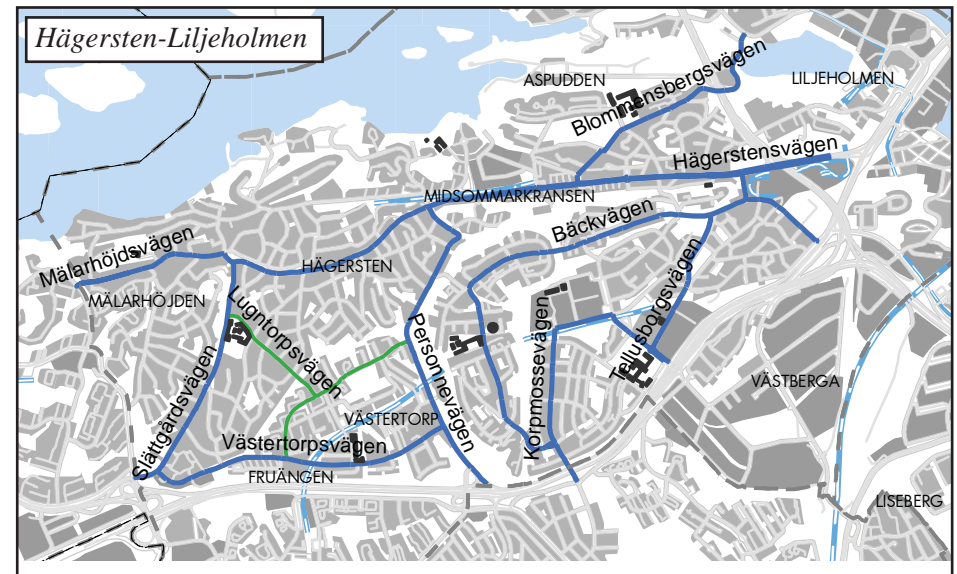 Hägersten-Liljeholmen
ASPUDDEN
LILJEHOLMEN
Blommensbergsvägen
Hägerstensvägen
MIDSOMMARKRANSEN
Bäckvägen
Mälarhöjdsvägen
HÄGERSTEN
MÄLARHÖJDEN
Lugntorpsvägen
Personnevägen
Korpmossevägen
Tellusborgsvägen
Slättgårdsvägen
VÄSTBERGA
VÄSTERTORP
Västertorpsvägen
FRUÄNGEN
LISEBERG